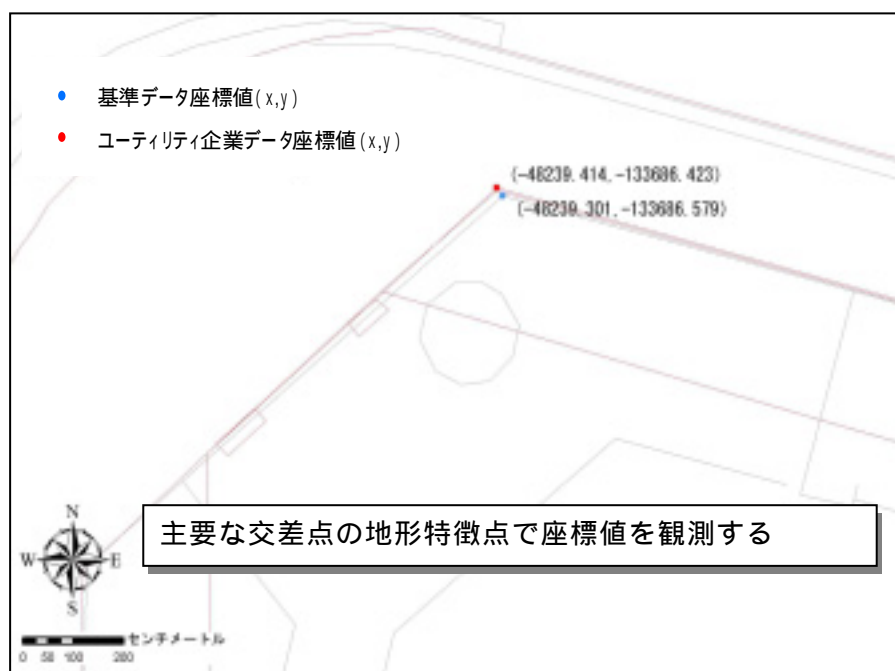 基準データ座標値(x,y)
ユーティリティ企業データ座標値(x,y)
(-48239.414,-133686.423)
(-48239.301,-133686.579)
主要な交差点の地形特徴点で座標値を観測する
N
W E
S
センチメートル
0 50 100 200